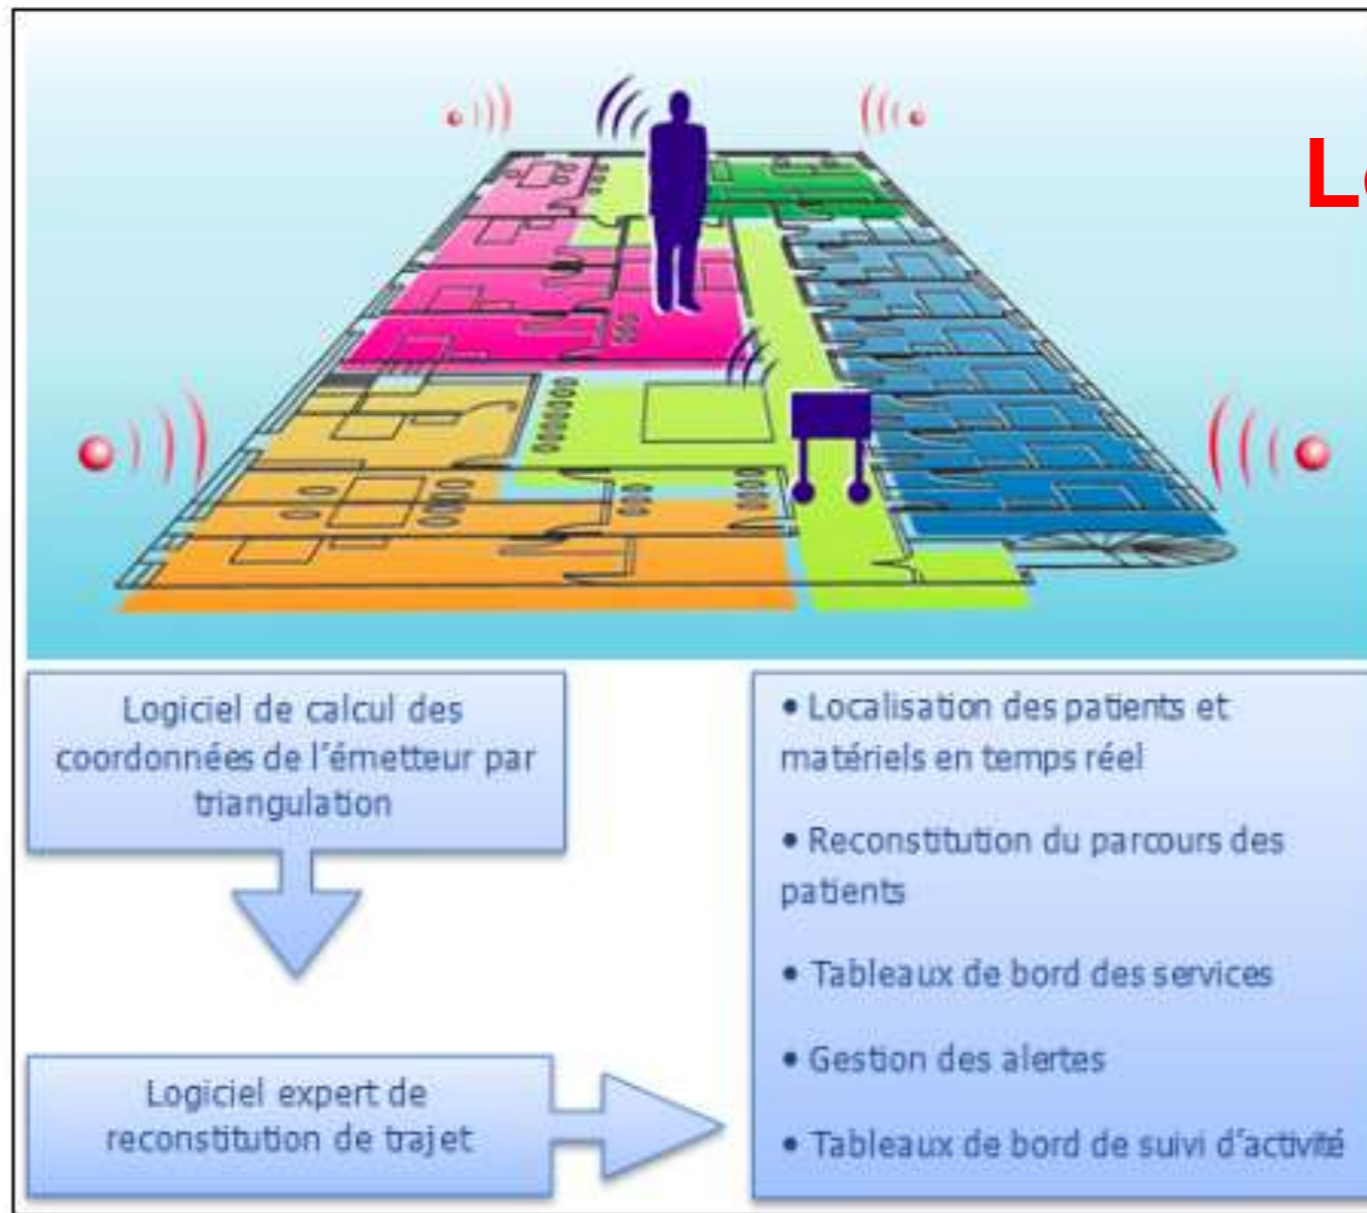 Logiciel de calcul des
coordonnées de l'émetteur par
triangulation
Logiciel expert de
reconstitution de trajet
• Localisation des patients et
matériels en temps réel
• Reconstitution du parcours des
patients
• Tableaux de bord des services
• Gestion des alertes
• Tableaux de bord de suivi d'activité